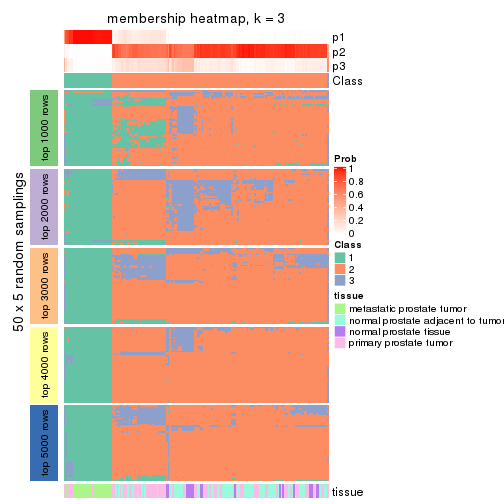 membership heatmap, k = 3
p1
p2
p3
Class
50 x 5 random samplings
top 1000 rows
top 2000 rows
top 3000 rows
top 4000 rows
top 5000 rows
Prob
1
0.8
0.6
0.4
0.2
0
Class
1
2
3
tissue
metastatic prostate tumor
normal prostate adjacent to tumor
normal prostate tissue
primary prostate tumor
tissue